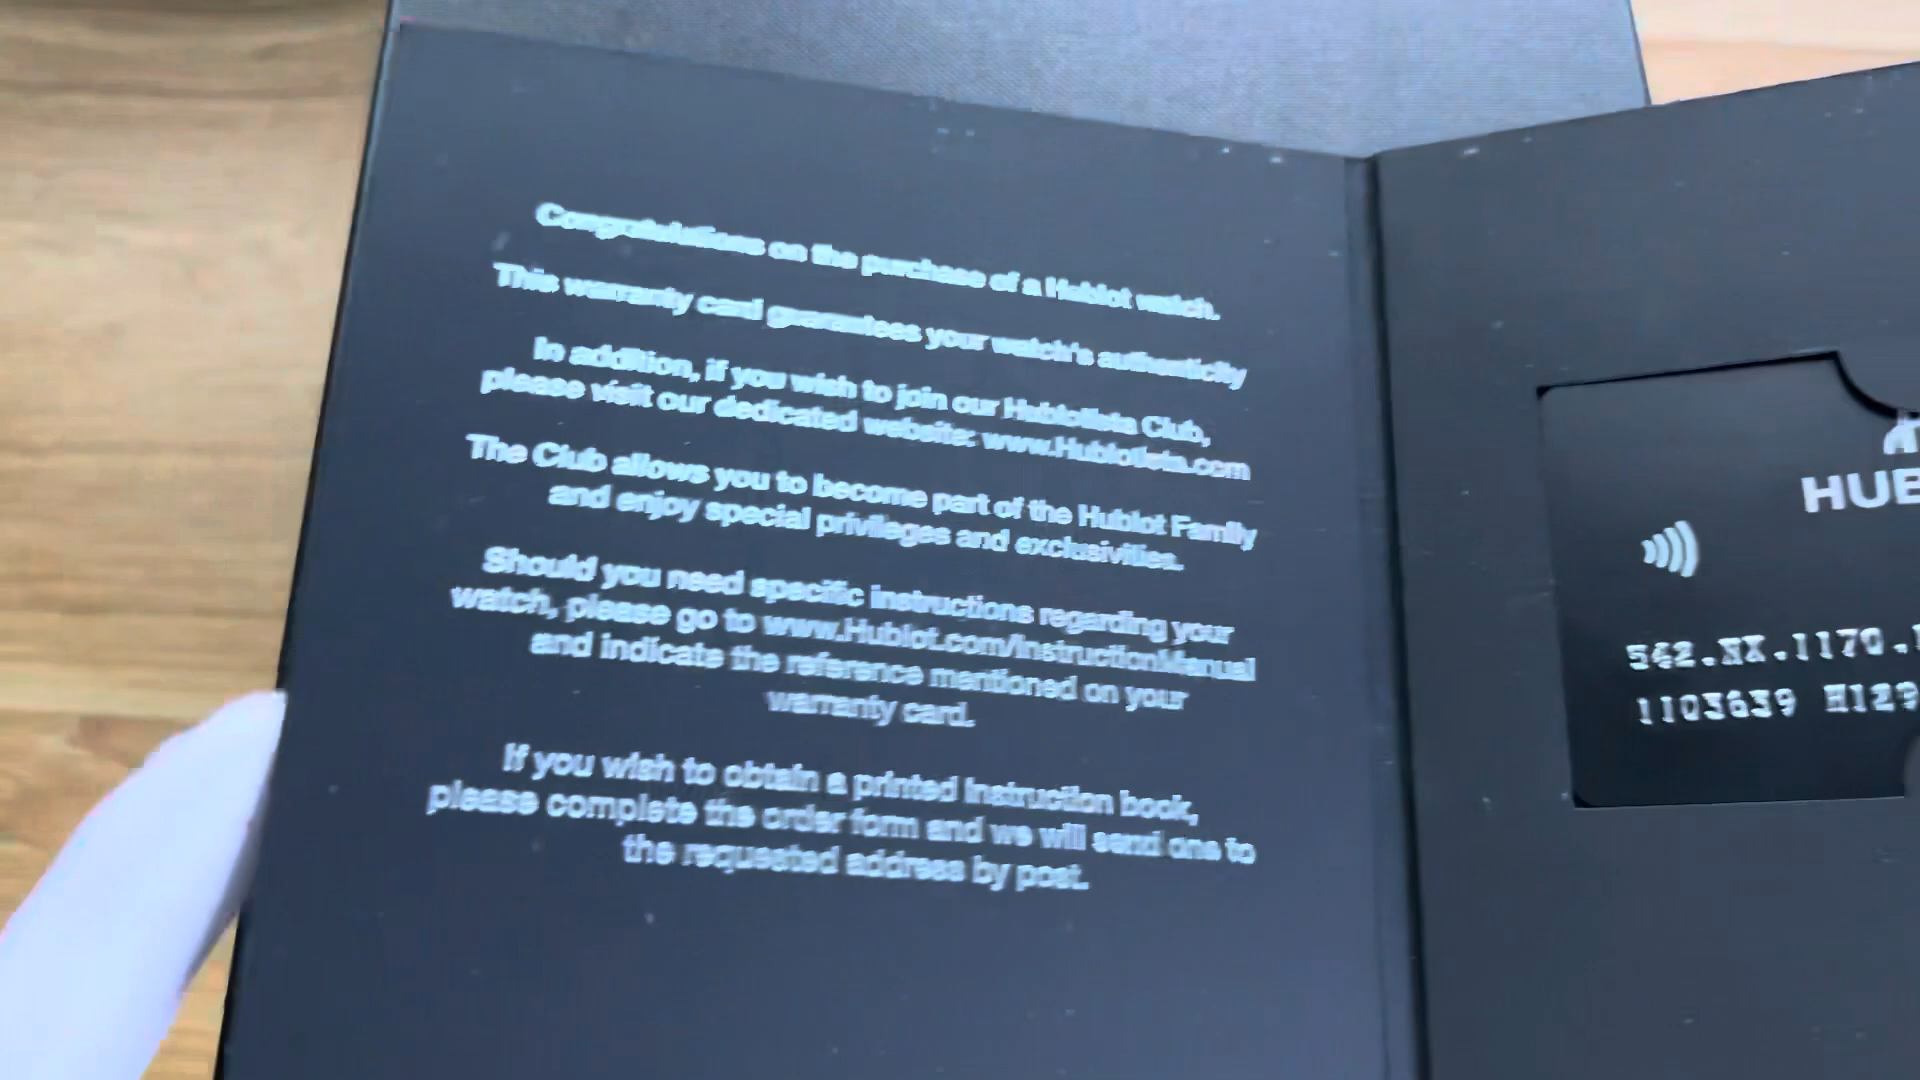 Congratulations on the purchase of a Hublot watch.
This warranty card guarantees your watch's authenticity
In addition, if you wish to join our Hublotista Club,
please visit our dedicated website: www.Hublotista.com
The Club allows you to become part of the Hublot Family
and enjoy special privileges and exclusivities.
Should you need specific instructions regarding your
watch, please go to www.Hublot.com/InstructionManual
and indicate the reference mentioned on your
warranty card.
If you wish to obtain a printed instruction book,
please complete the order form and we will send one to
the requested address by post.
HUB
542.NX.1170.
1103639 H129